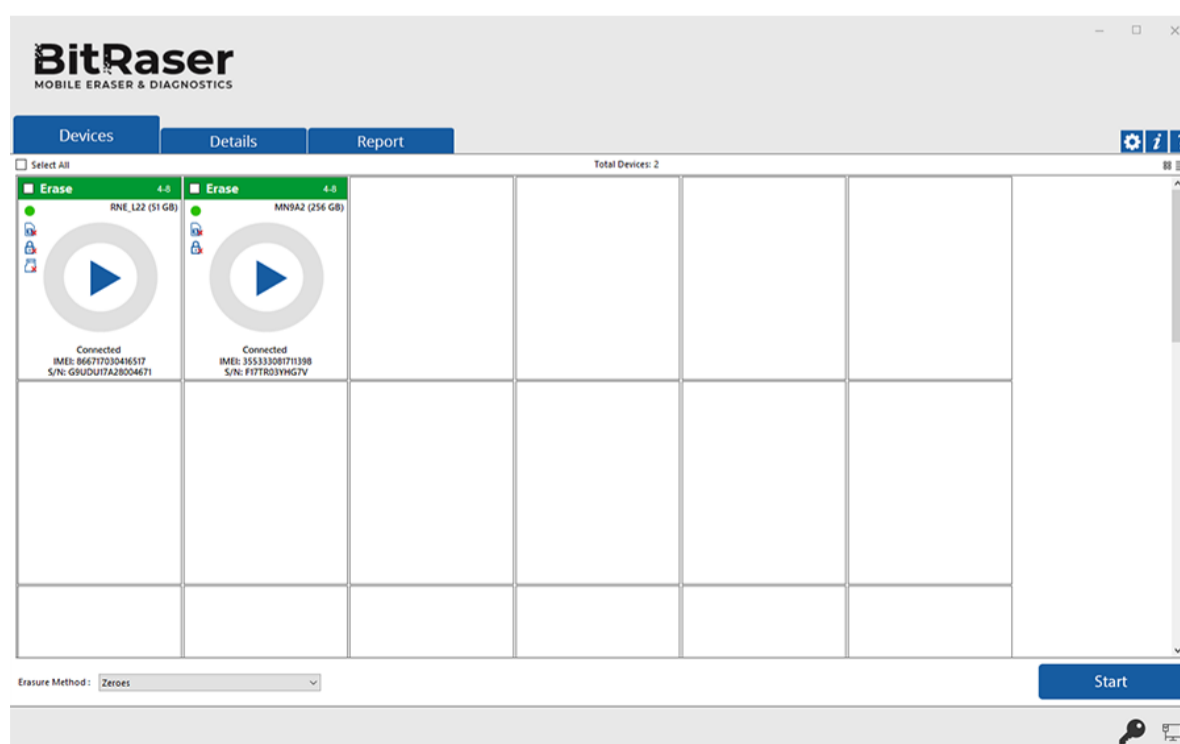 BitRaser
MOBILE ERASER & DIAGNOSTICS
Devices
Details
Report
i
Select All
Total Devices: 2
Erase 4-8
RNE_L22 (51 GB)
Connected
IMEI: 866717030416517
S/N: G9UDU17A28004671
Erase 4-8
MN9A2 (256 GB)
Connected
IMEI: 355333081711398
S/N: F17TR03YHG7V
Erasure Method : Zeroes
Start